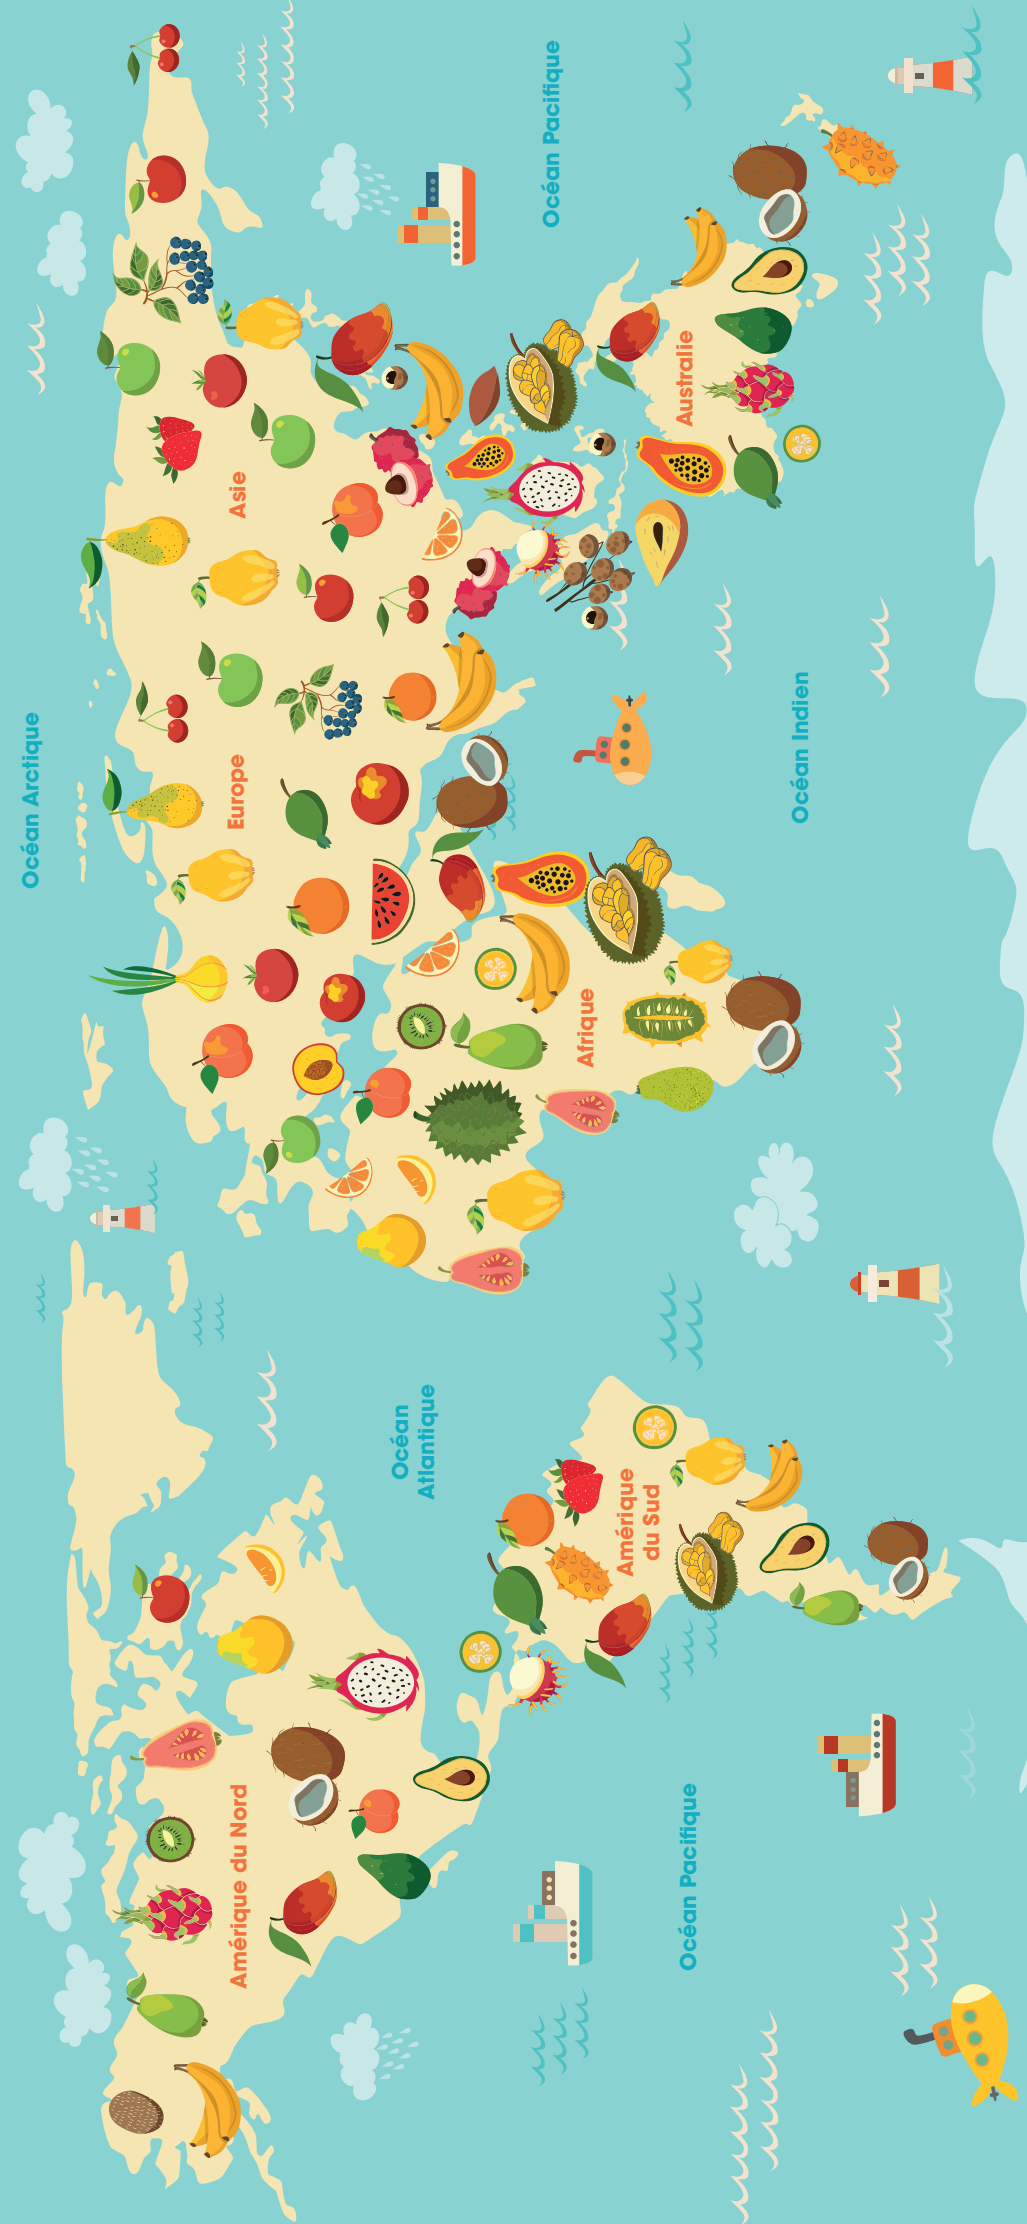 Océan Arctique
Amérique du Nord
Europe
Asie
Océan
Atlantique
Océan Pacifique
Afrique
Amérique
du Sud
Australie
Océan Pacifique
Océan Indien